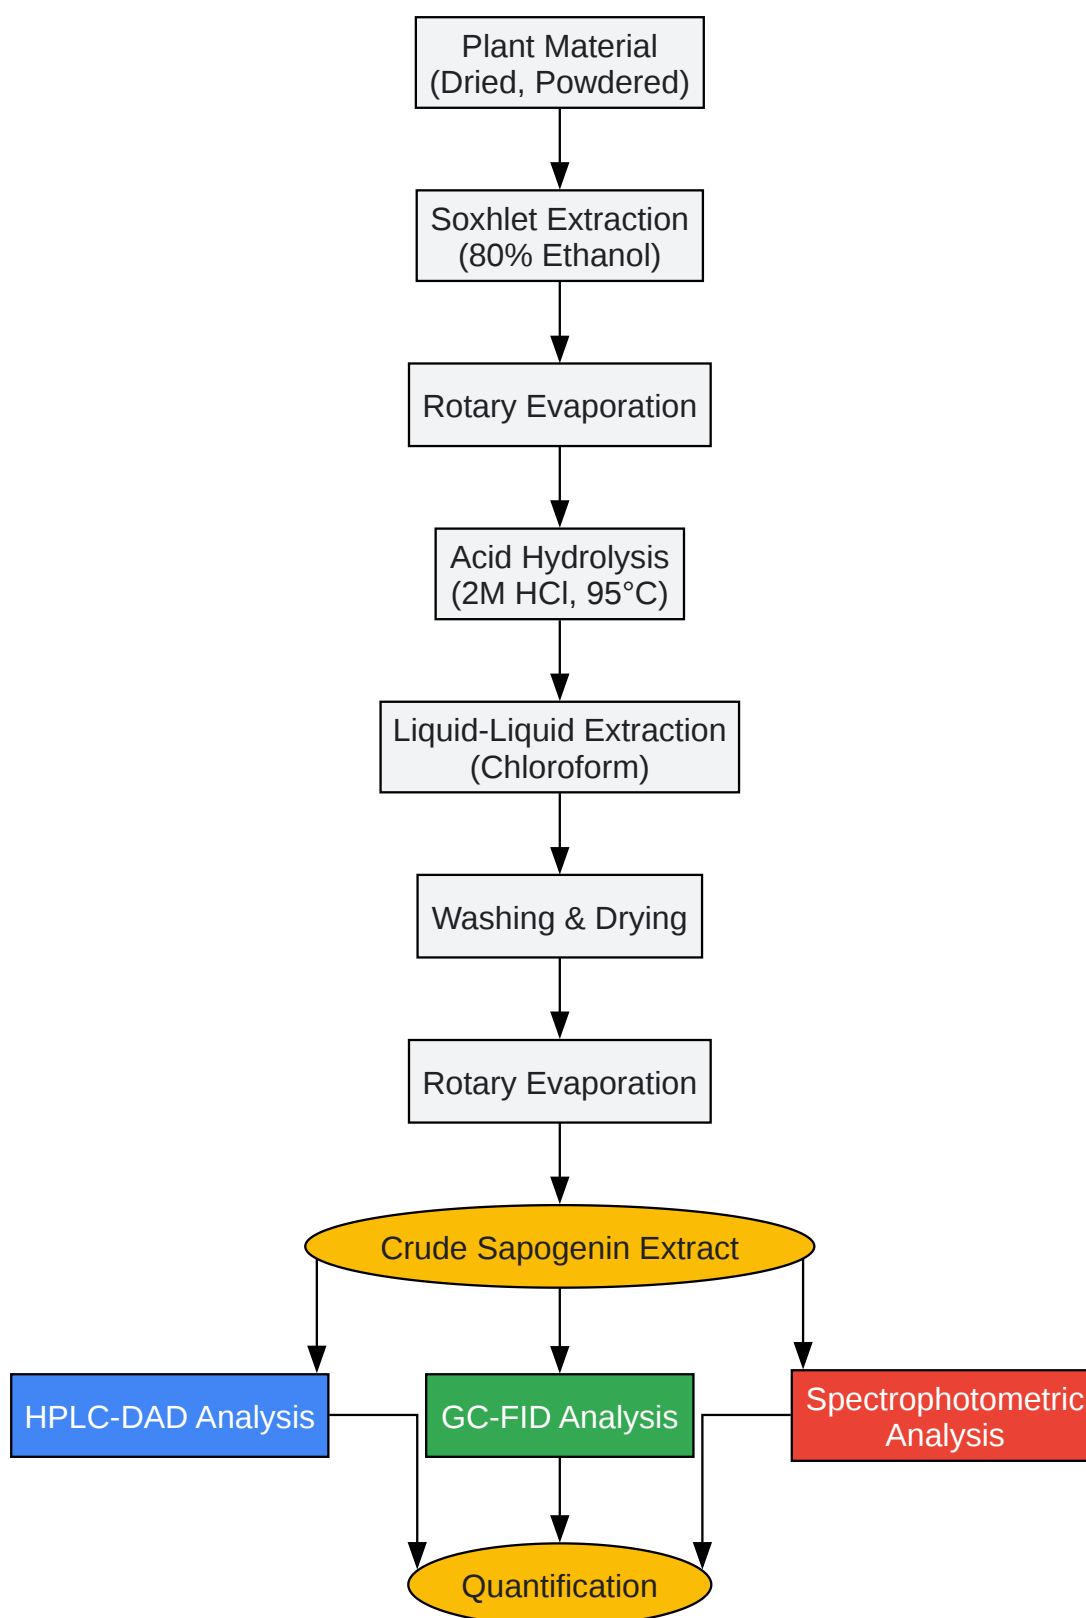 Plant Material
(Dried, Powdered)
Soxhlet Extraction
(80% Ethanol)
Rotary Evaporation
Acid Hydrolysis
(2M HCl, 95°C)
Liquid-Liquid Extraction
(Chloroform)
Washing & Drying
Rotary Evaporation
Crude Sapogenin Extract
HPLC-DAD Analysis
GC-FID Analysis
Spectrophotometric
Analysis
Quantification